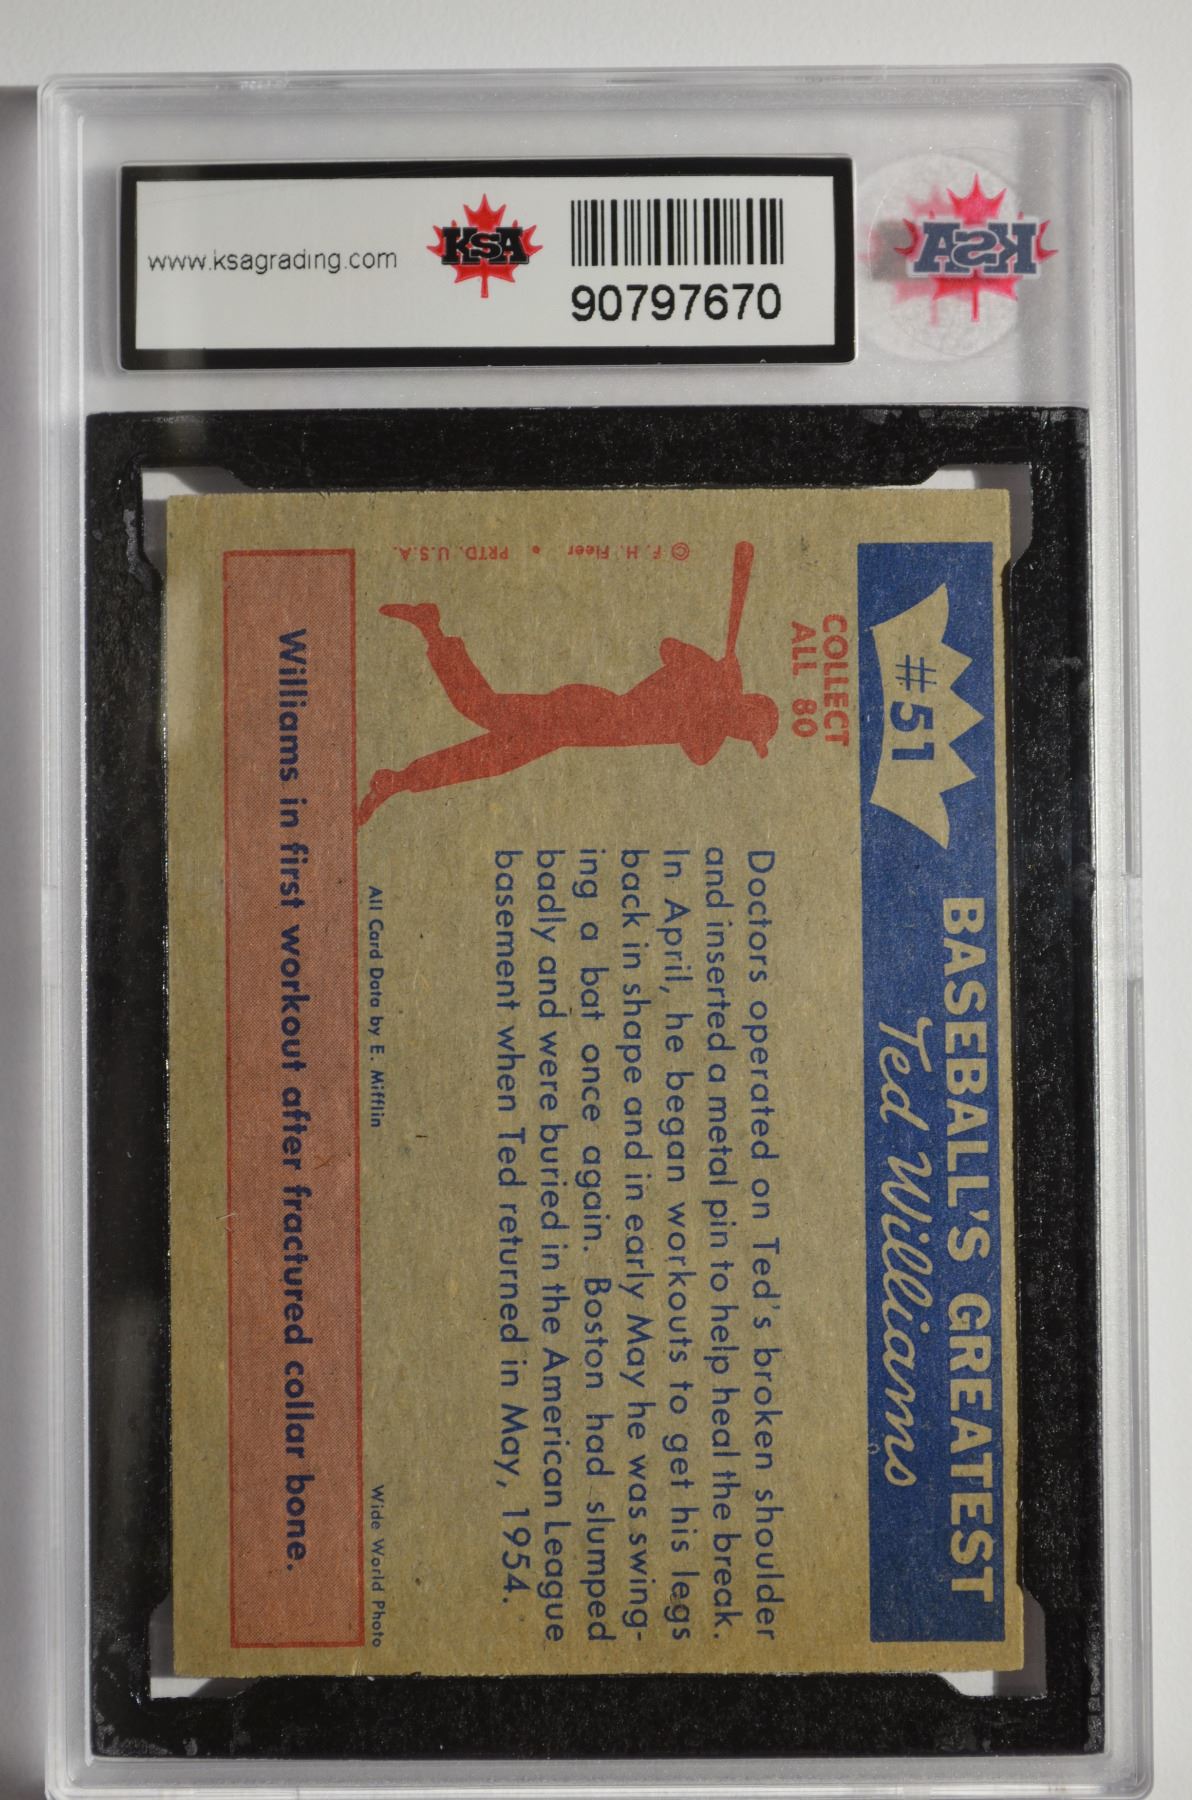 www.ksagrading.com
KSA
90797670
KSA
#51
BASEBALL'S GREATEST
Ted Williams
COLLECT
ALL 80
Doctors operated on Ted's broken shoulder
and inserted a metal pin to help heal the break.
In April, he began workouts to get his legs
back in shape and in early May he was swing-
ing a bat once again. Boston had slumped
badly and were buried in the American League
basement when Ted returned in May, 1954.
© F. H. Fleer • PRTD. U.S.A.
All Card Data by E. Mifflin
Wide World Photo
Williams in first workout after fractured collar bone.